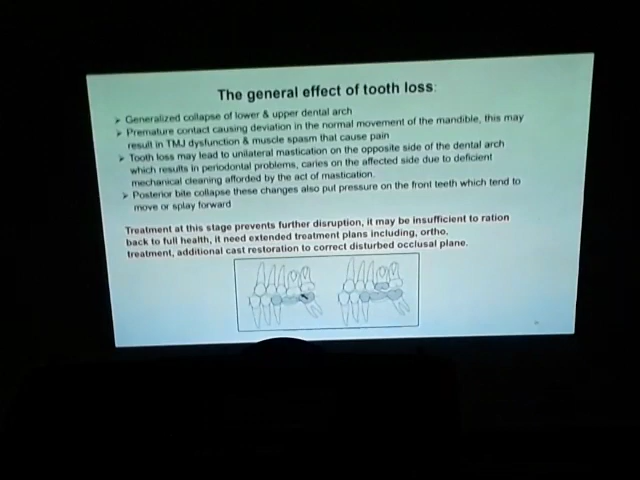 The general effect of tooth loss:
➤ Generalized collapse of lower & upper dental arch
➤ Premature contact causing deviation in the normal movement of the mandible, this may
result in TMJ dysfunction & muscle spasm that cause pain
➤ Tooth loss may lead to unilateral mastication on the opposite side of the dental arch
which results in periodontal problems, caries on the affected side due to deficient
mechanical cleaning afforded by the act of mastication.
➤ Posterior bite collapse these changes also put pressure on the front teeth which tend to
move or splay forward
Treatment at this stage prevents further disruption, it may be insufficient to ration
back to full health, it need extended treatment plans including, ortho.
treatment, additional cast restoration to correct disturbed occlusal plane.